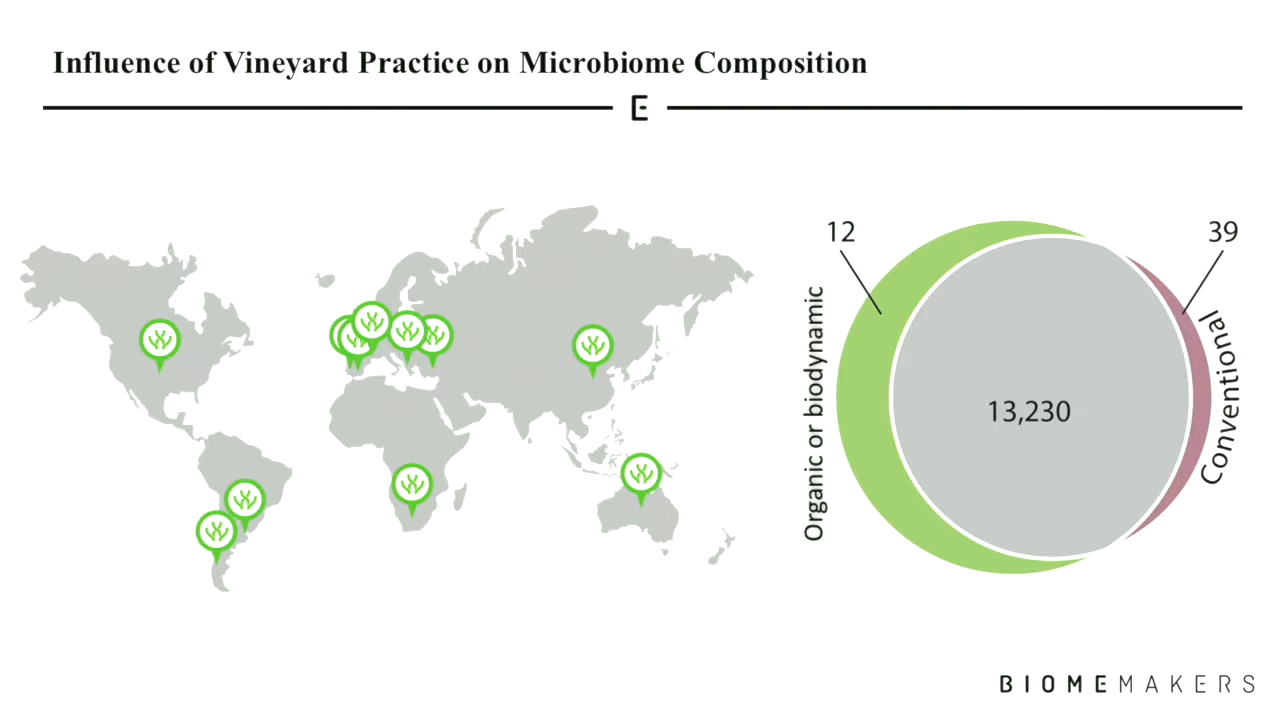 Influence of Vineyard Practice on Microbiome Composition
E
12
39
Organic or biodynamic
13,230
Conventional
BIOMEMAKERS